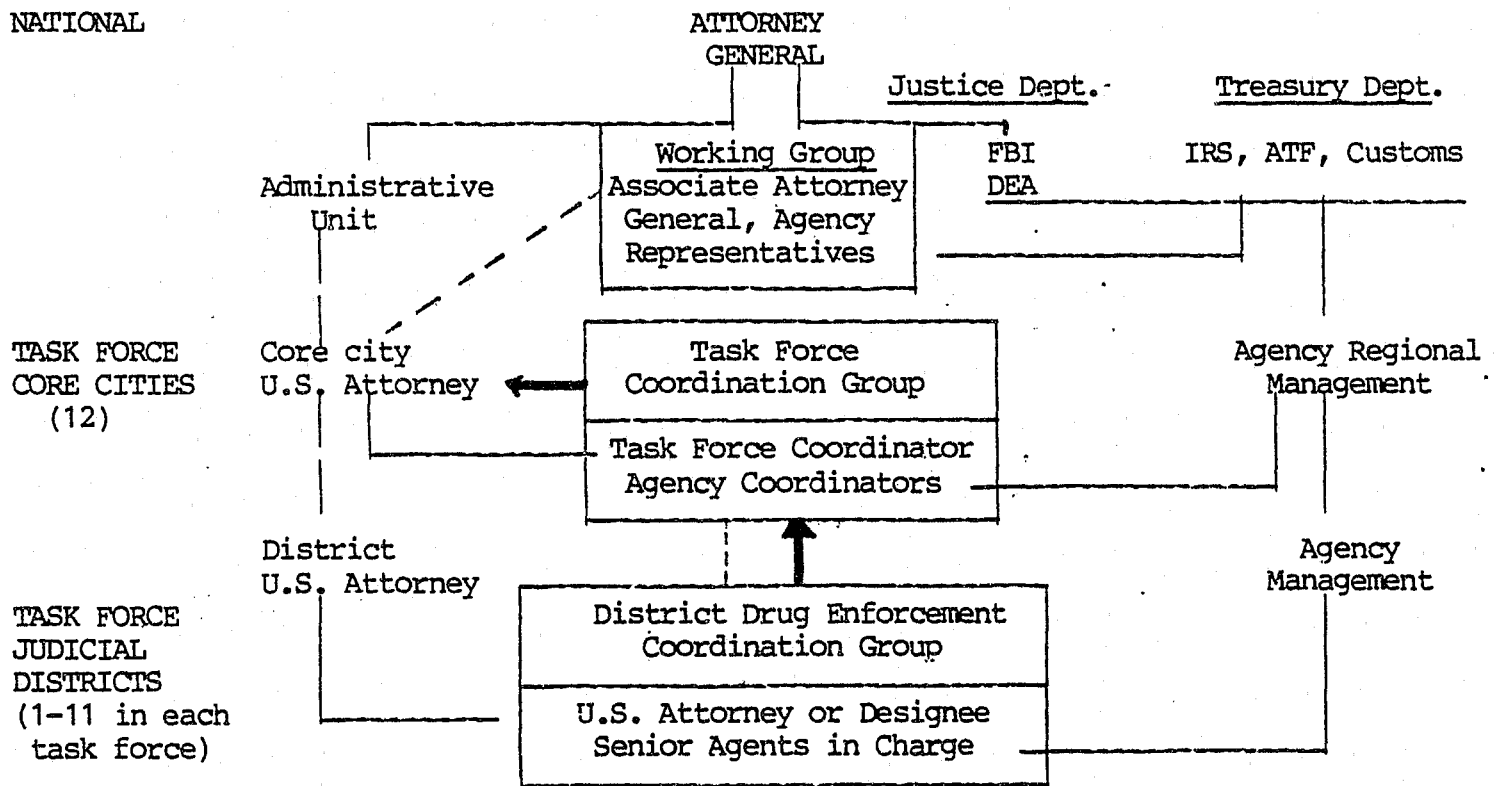 NATIONAL
ATTORNEY
GENERAL
Justice Dept.
Treasury Dept.
Working Group
Associate Attorney
General, Agency
Representatives
FBI
DEA
IRS, ATF, Customs
Administrative
Unit
TASK FORCE
CORE CITIES
(12)
Core city
U.S. Attorney
Task Force
Coordination Group
Task Force Coordinator
Agency Coordinators
Agency Regional
Management
District
U.S. Attorney
Agency
Management
TASK FORCE
JUDICIAL
DISTRICTS
(1-11 in each
task force)
District Drug Enforcement
Coordination Group
U.S. Attorney or Designee
Senior Agents in Charge